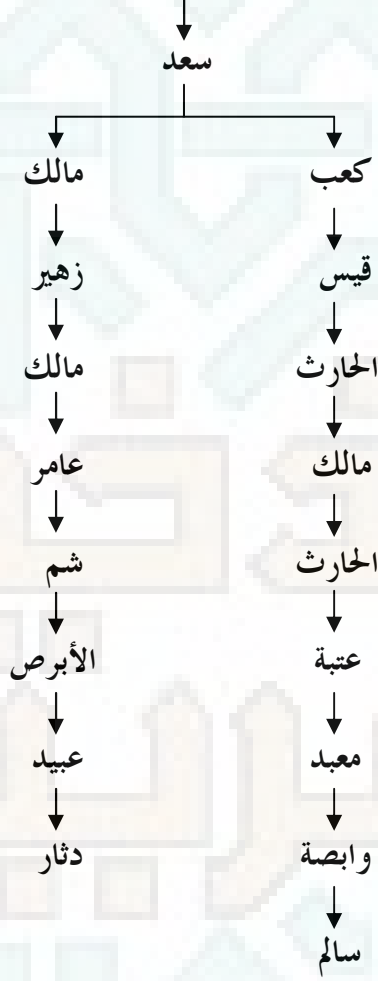 سعد
كعب مالك
قيس زهير
الحارث مالك
مالك عامر
الحارث شم
عتبة الأبرص
معبد عبيد
وابصة دثار
سالم